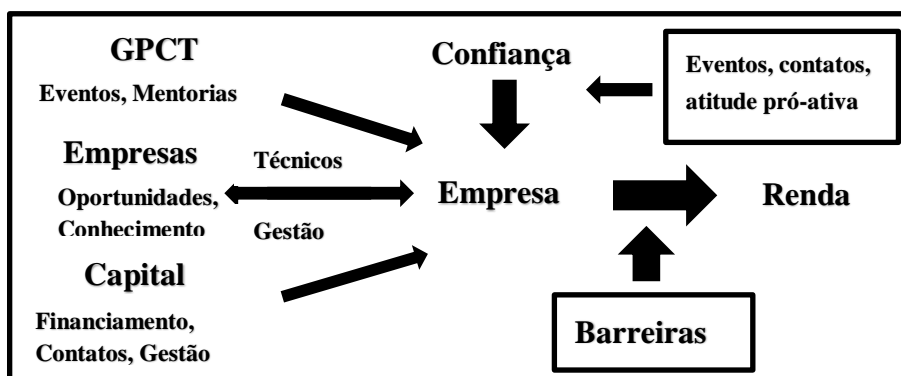 GPCT
Eventos, Mentorias
Empresas
Oportunidades,
Conhecimento
Capital
Financiamento,
Contatos, Gestão
Técnicos
Gestão
Confiança
Empresa
Eventos, contatos,
atitude pró-ativa
Renda
Barreiras